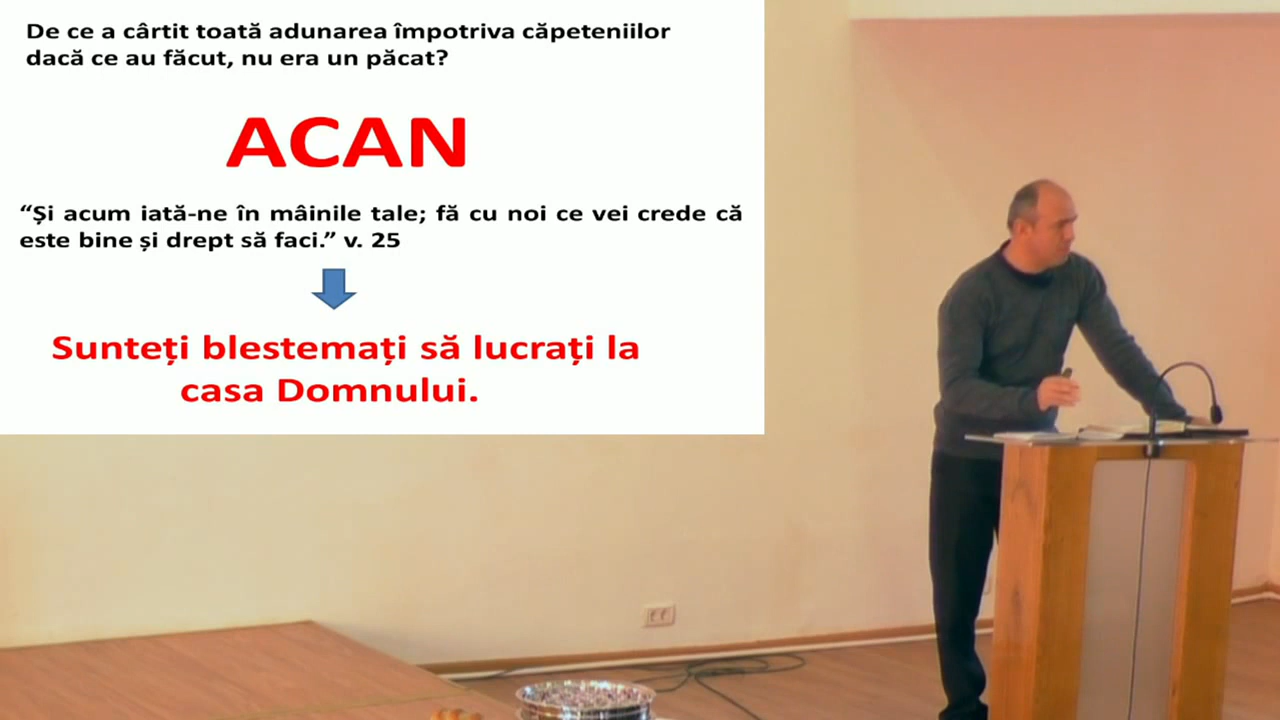 De ce a cârtit toată adunarea împotriva căpeteniilor
dacă ce au făcut, nu era un păcat?
ACAN
“Și acum iată-ne în mâinile tale; fă cu noi ce vei crede că
este bine și drept să faci.” v. 25
Sunteți blestemați să lucrați la
casa Domnului.